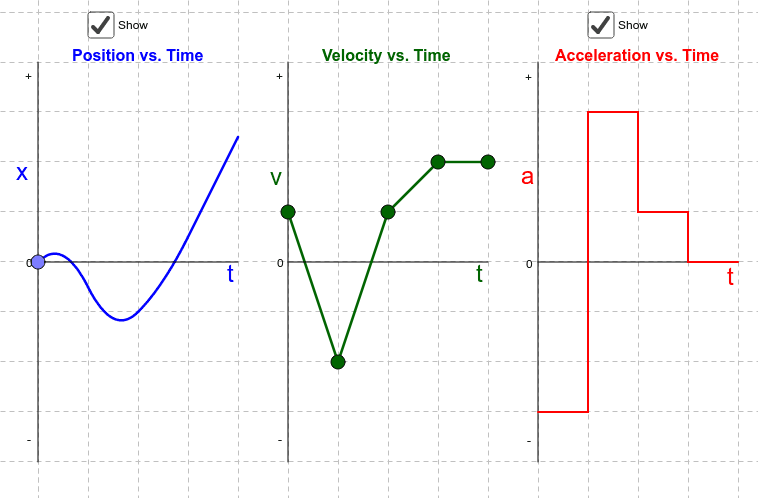 Show
Show
Position vs. Time
Velocity vs. Time
Acceleration vs. Time
+
+
+
x
v
a
0
0
0
t
t
t
-
-
-